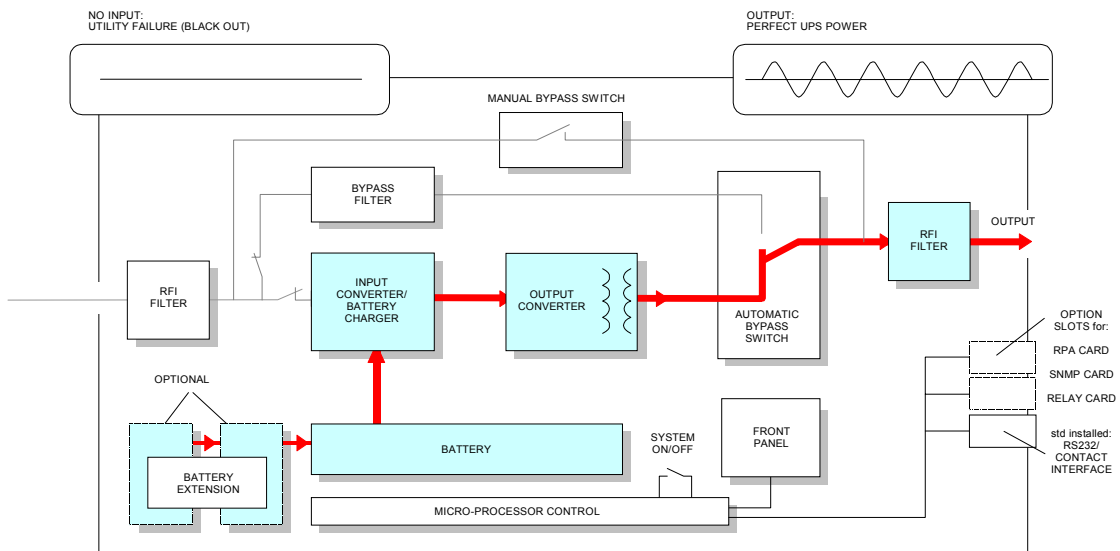 NO INPUT:
UTILITY FAILURE (BLACK OUT)
OUTPUT:
PERFECT UPS POWER
MANUAL BYPASS SWITCH
BYPASS
FILTER
RFI
FILTER
OUTPUT
RFI
FILTER
INPUT
CONVERTER/
BATTERY
CHARGER
OUTPUT
CONVERTER
AUTOMATIC
BYPASS
SWITCH
OPTION
SLOTS for:
RPA CARD
SNMP CARD
RELAY CARD
OPTIONAL
BATTERY
EXTENSION
BATTERY
SYSTEM
ON/OFF
FRONT
PANEL
std installed:
RS232/
CONTACT
INTERFACE
MICRO-PROCESSOR CONTROL